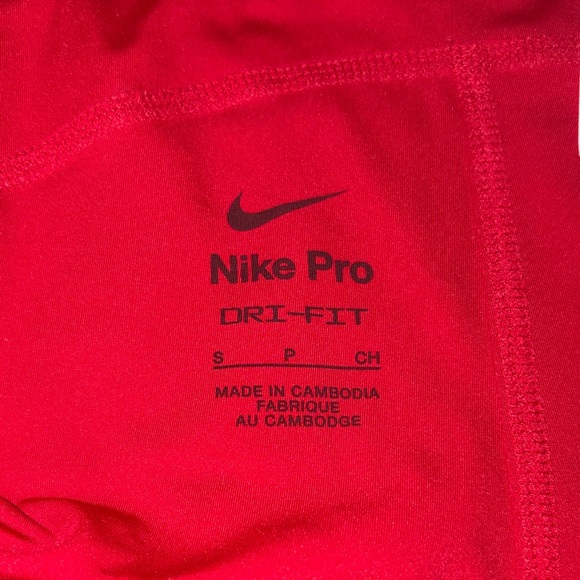 Nike Pro
DRI-FIT
S P CH
MADE IN CAMBODIA
FABRIQUE
AU CAMBODGE